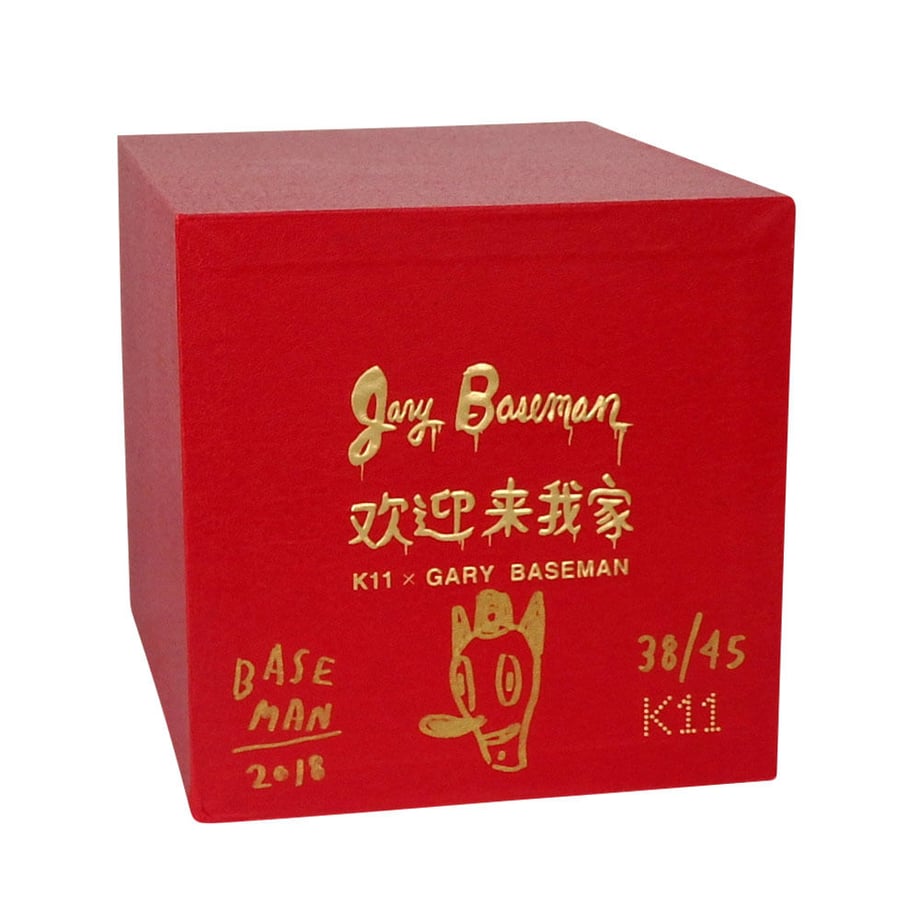 Gary Baseman
欢迎来我家
K11 × GARY BASEMAN
BASE
MAN
2018
38/45
K11